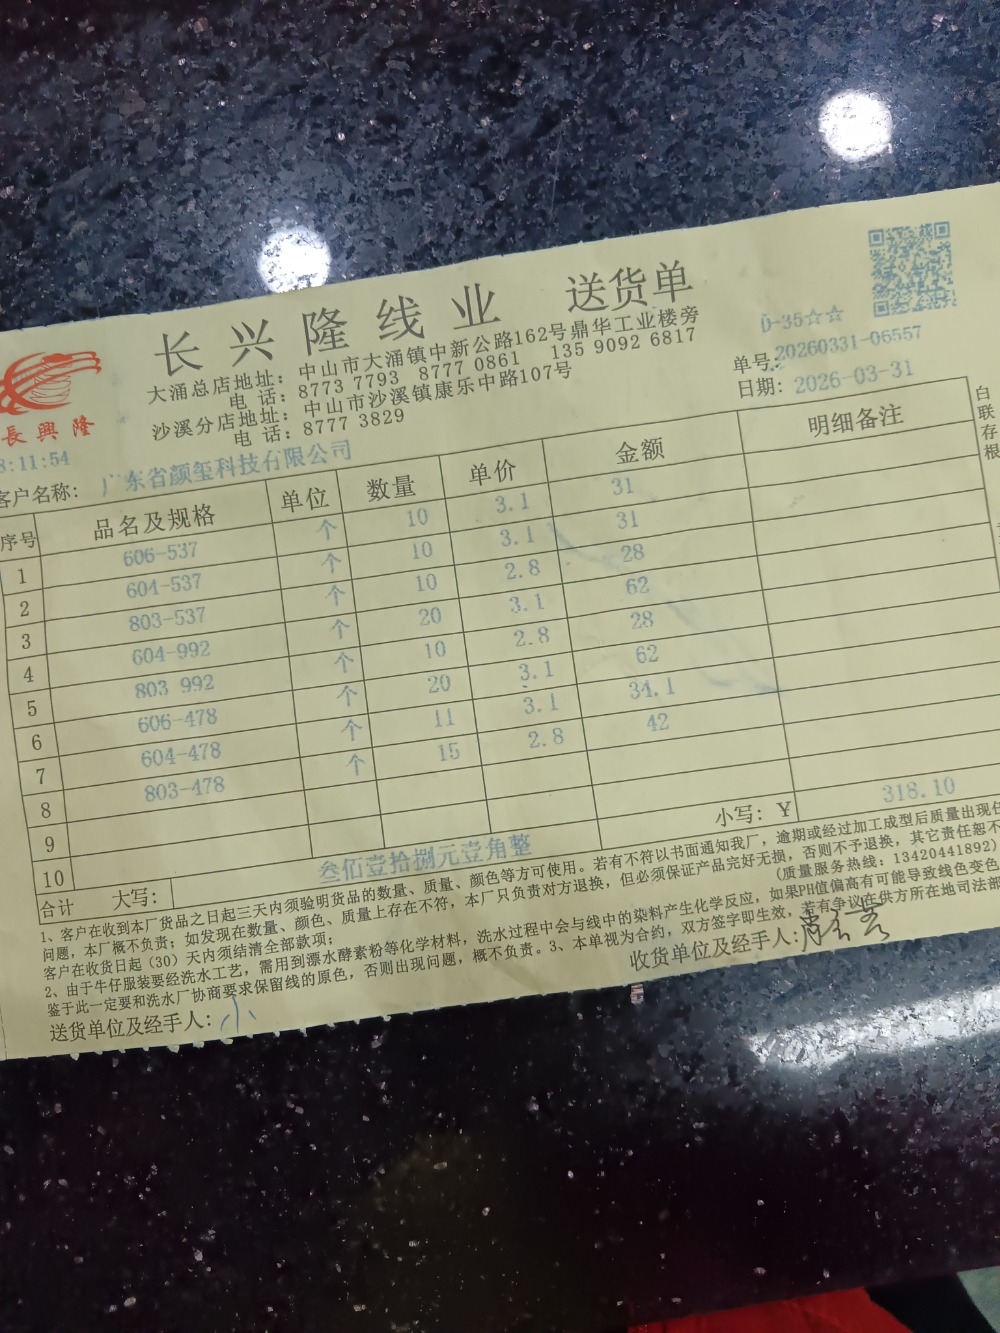 长兴隆线业 送货单
大涌总店地址：中山市大涌镇中新公路162号鼎华工业楼旁
电 话：8773 7793 8777 0861 135 9092 6817
沙溪分店地址：中山市沙溪镇康乐中路107号
电 话：8777 3829
長興隆
D-35☆☆
单号：20260331-06557
日期：2026-03-31
8:11:54
客户名称：广东省颜玺科技有限公司
序号 品名及规格 单位 数量 单价 金额 明细备注
1 606-537 个 10 3.1 31
2 604-537 个 10 3.1 31
3 803-537 个 10 2.8 28
4 604-992 个 20 3.1 62
5 803 992 个 10 2.8 28
6 606-478 个 20 3.1 62
7 604-478 个 11 3.1 34.1
8 803-478 个 15 2.8 42
9
10
合计 大写：叁佰壹拾捌元壹角整 小写：￥ 318.10
白联存根
1、客户在收到本厂货品之日起三天内须验明货品的数量、质量、颜色等方可使用。若有不符以书面通知我厂，逾期或经过加工成型后质量出现任
问题，本厂概不负责；如发现在数量、颜色、质量上存在不符，本厂只负责对方退换，但必须保证产品完好无损，否则不予退换，其它责任恕不
客户在收货日起（30）天内须结清全部款项； （质量服务热线：13420441892）
2、由于牛仔服装要经洗水工艺，需用到漂水酵素粉等化学材料，洗水过程中会与线中的染料产生化学反应，如果PH值偏高有可能导致线色变色
鉴于此一定要和洗水厂协商要求保留线的原色，否则出现问题，概不负责。3、本单视为合约，双方签字即生效，若有争议在供方所在地司法部
送货单位及经手人：小
收货单位及经手人：